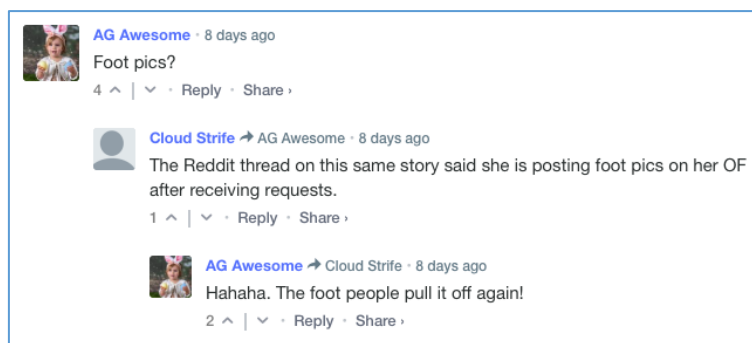 AG Awesome · 8 days ago
Foot pics?
4 | · Reply · Share ›
Cloud Strife AG Awesome · 8 days ago
The Reddit thread on this same story said she is posting foot pics on her OF
after receiving requests.
1 | · Reply · Share ›
AG Awesome Cloud Strife · 8 days ago
Hahaha. The foot people pull it off again!
2 | · Reply · Share ›